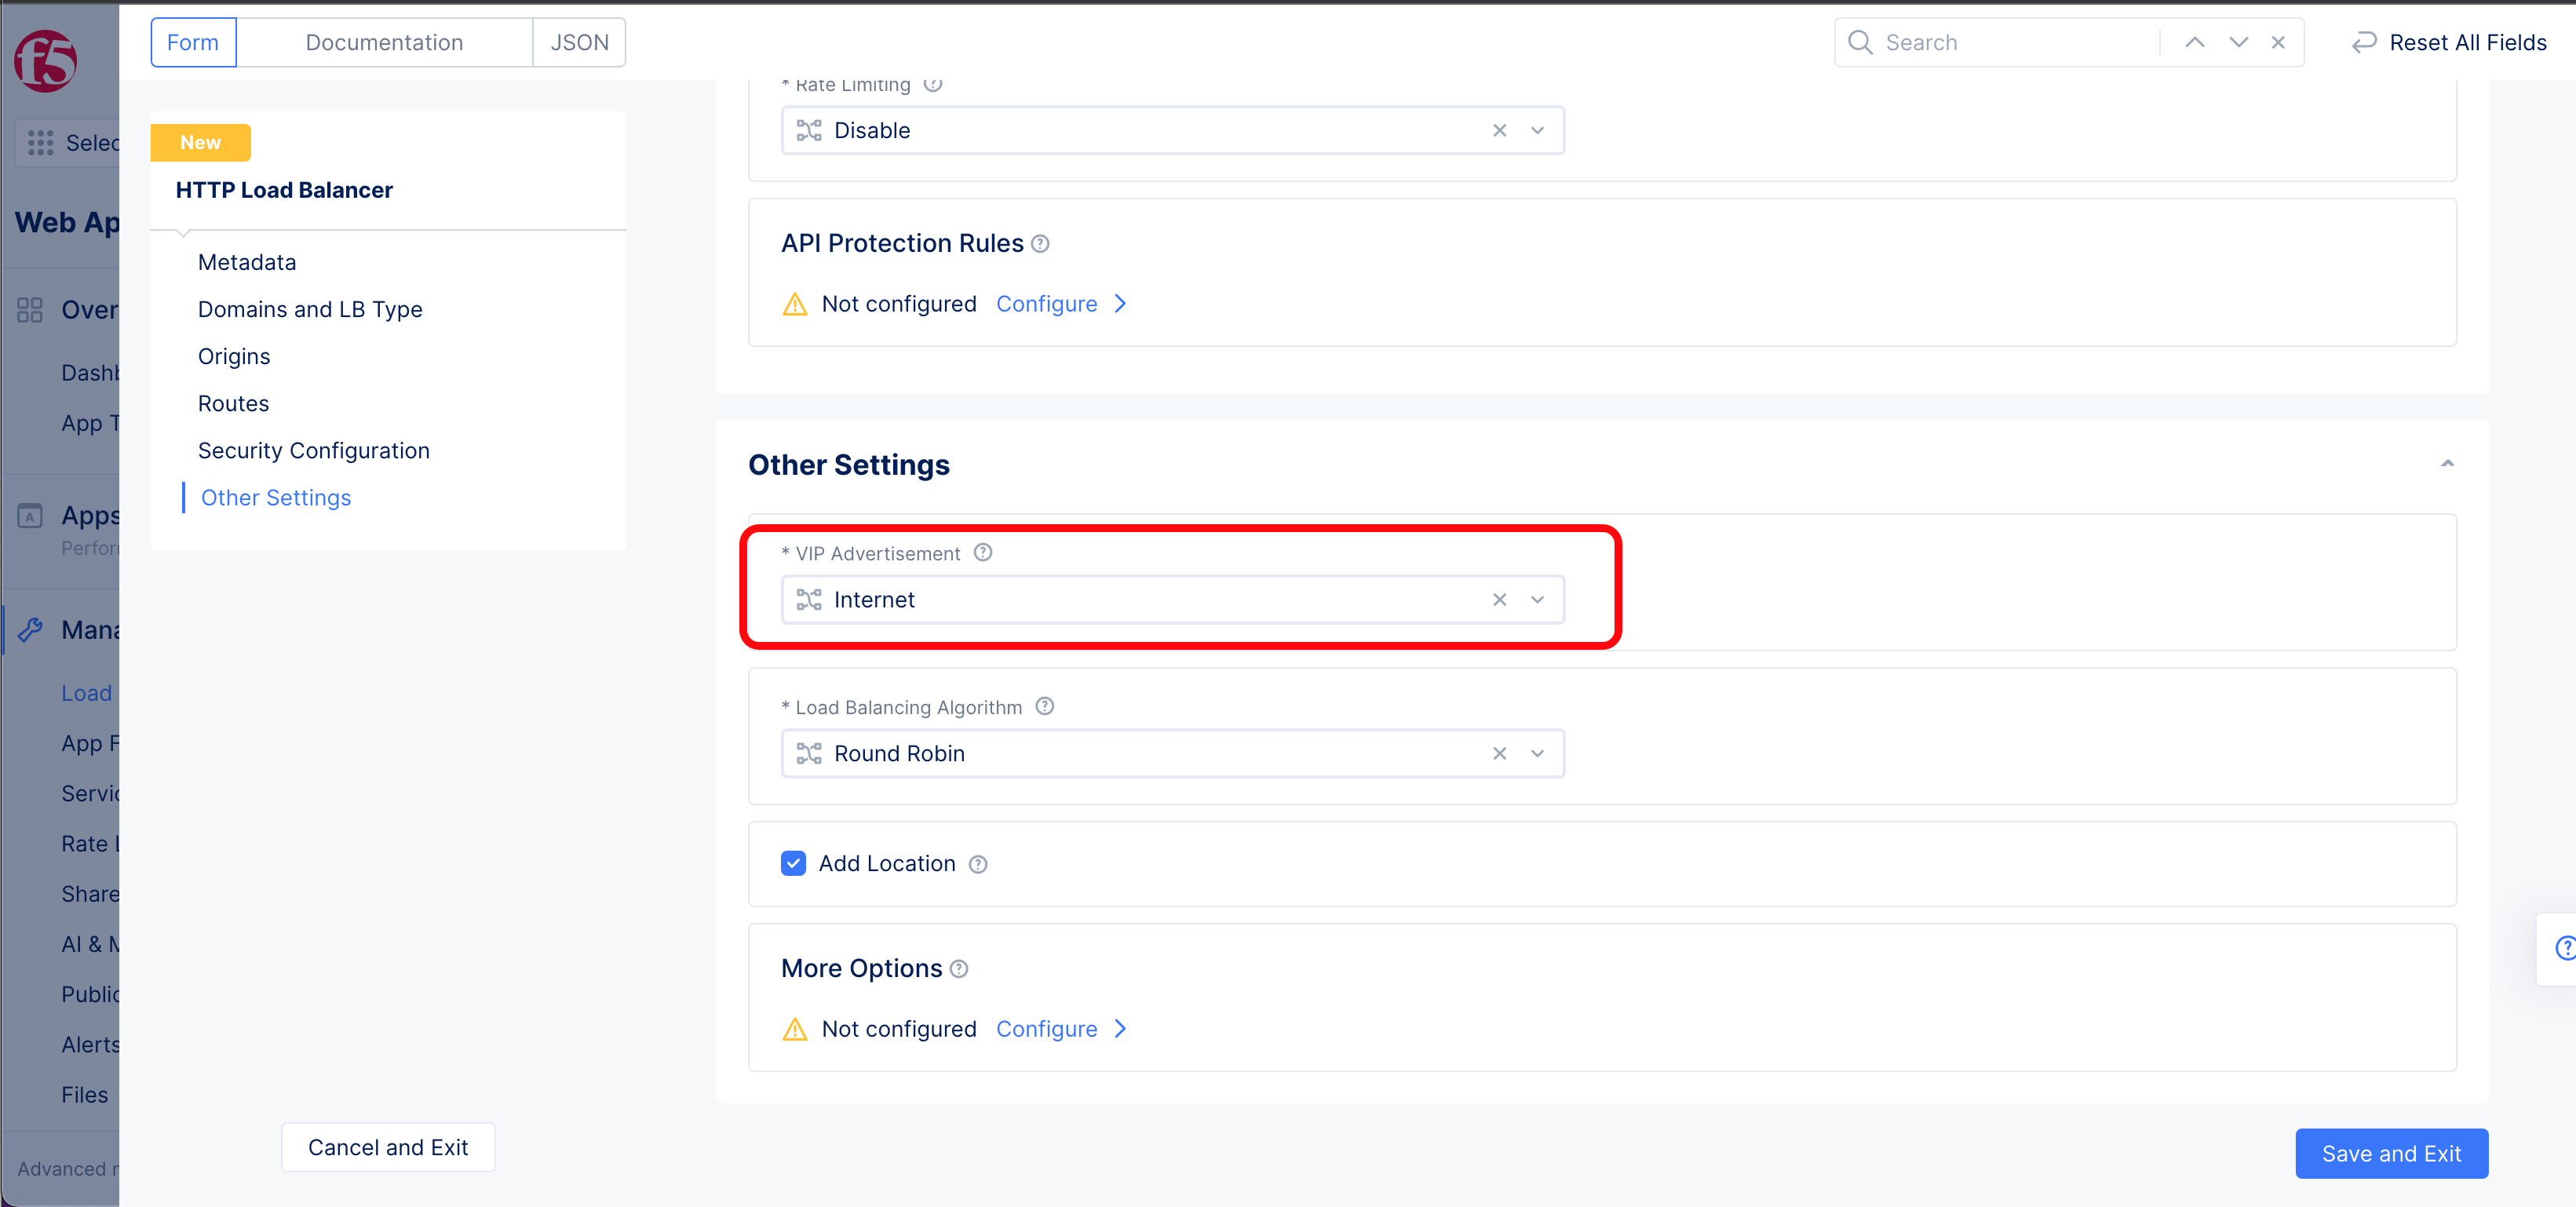 Form
Documentation
JSON
Search
Reset All Fields
f5
Selec
Web Ap
Over
Dashb
App T
Apps
Perfor
Mana
Load
App F
Servic
Rate L
Share
AI & M
Public
Alerts
Files
Advanced r
New
HTTP Load Balancer
Metadata
Domains and LB Type
Origins
Routes
Security Configuration
Other Settings
* Rate Limiting
Disable
API Protection Rules
Not configured Configure
Other Settings
* VIP Advertisement
Internet
* Load Balancing Algorithm
Round Robin
Add Location
More Options
Not configured Configure
Cancel and Exit
Save and Exit